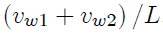 (v_{w1} + v_{w2}) / L